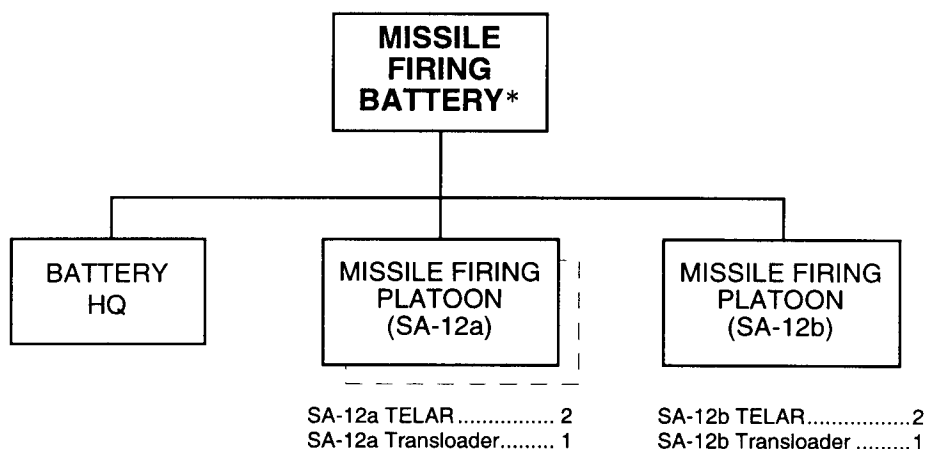 MISSILE
FIRING
BATTERY*
BATTERY
HQ
MISSILE FIRING
PLATOON
(SA-12a)
MISSILE FIRING
PLATOON
(SA-12b)
SA-12a TELAR................ 2
SA-12a Transloader......... 1
SA-12b TELAR................2
SA-12b Transloader .........1